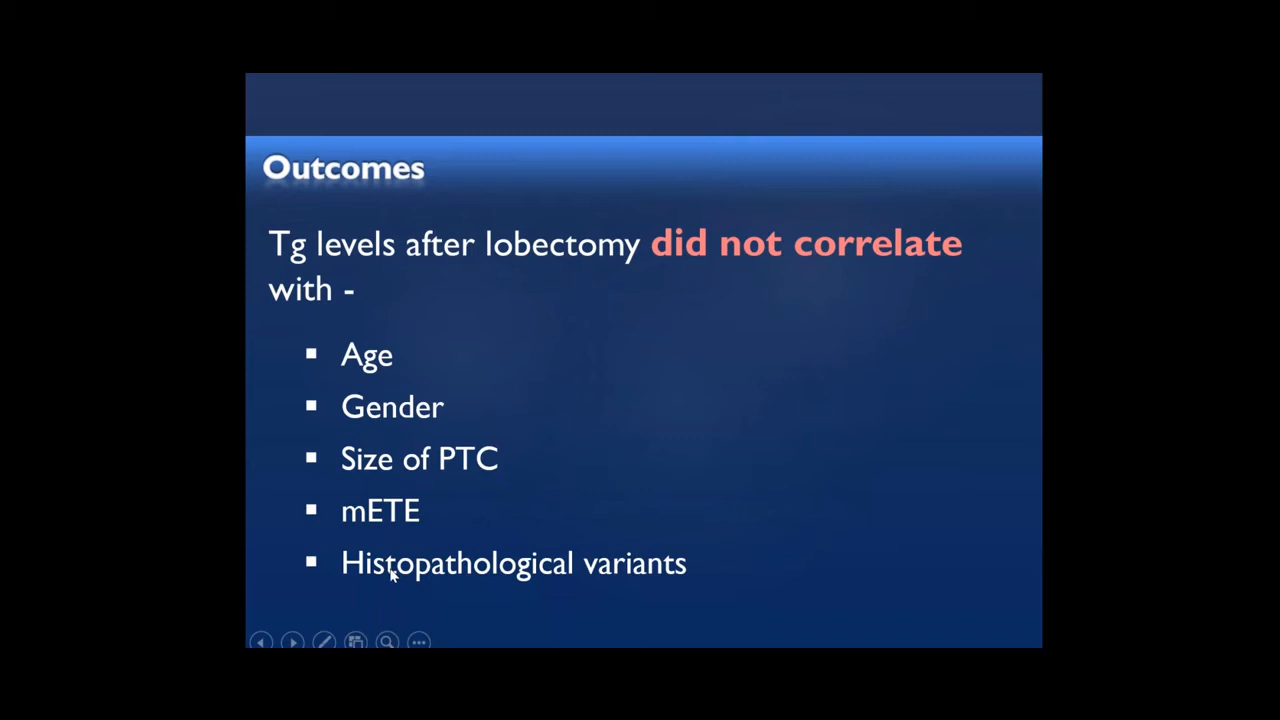 Outcomes
Tg levels after lobectomy did not correlate
with -
Age
Gender
Size of PTC
mETE
Histopathological variants